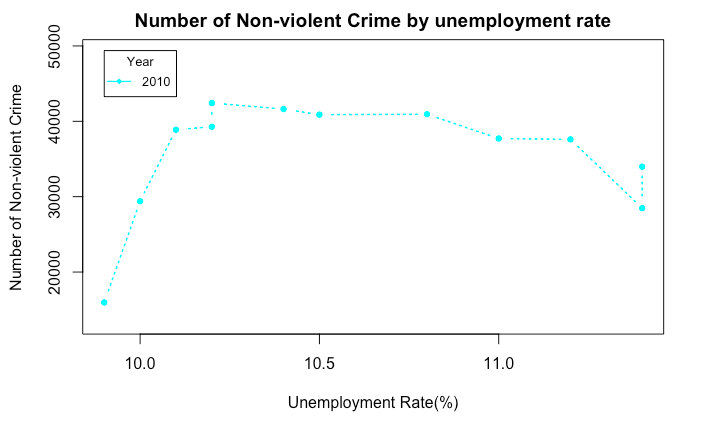 Number of Non-violent Crime by unemployment rate
Number of Non-violent Crime
50000
40000
30000
20000
Year
2010
10.0 10.5 11.0
Unemployment Rate(%)